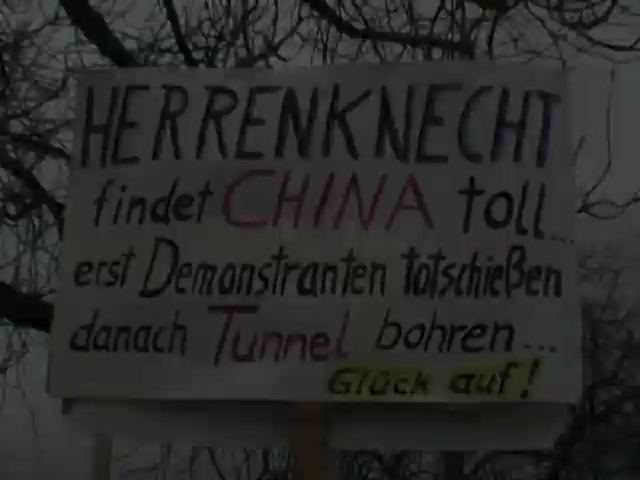 HERRENKNECHT
findet CHINA toll...
erst Demonstranten totschießen
danach Tunnel bohren...
Glück auf!